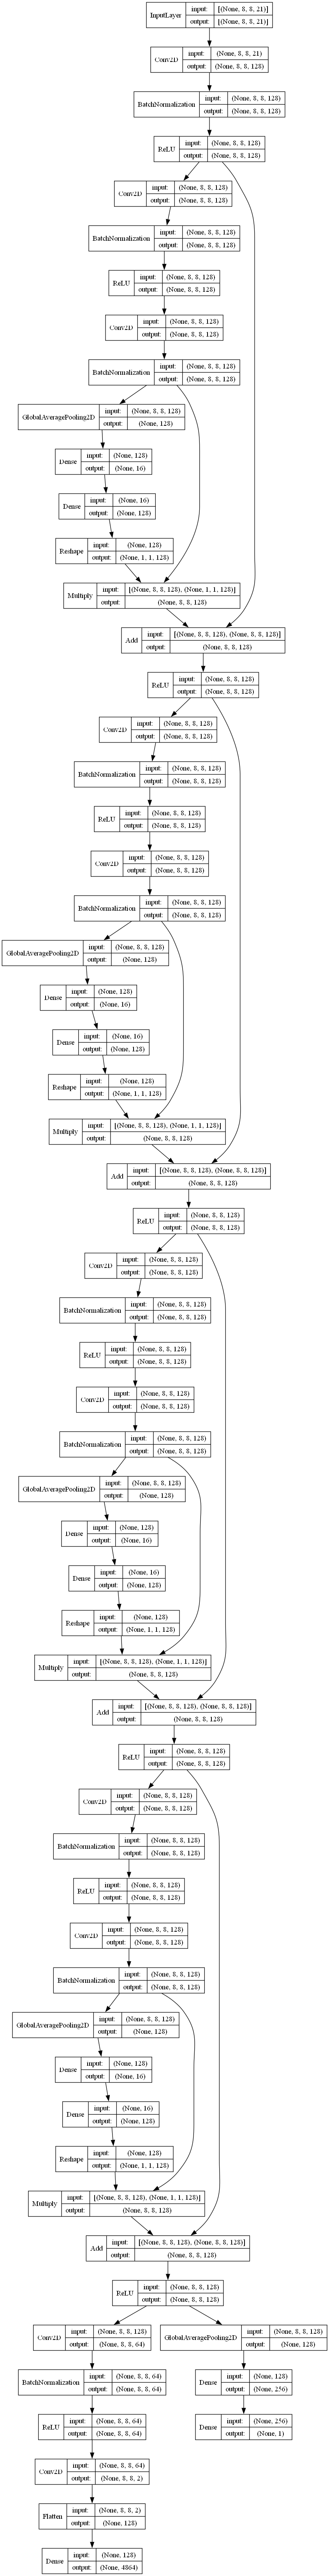 InputLayer input: [(None, 8, 8, 21)]
output: [(None, 8, 8, 21)]
Conv2D input: (None, 8, 8, 21)
output: (None, 8, 8, 128)
BatchNormalization input: (None, 8, 8, 128)
output: (None, 8, 8, 128)
ReLU input: (None, 8, 8, 128)
output: (None, 8, 8, 128)
Conv2D input: (None, 8, 8, 128)
output: (None, 8, 8, 128)
BatchNormalization input: (None, 8, 8, 128)
output: (None, 8, 8, 128)
ReLU input: (None, 8, 8, 128)
output: (None, 8, 8, 128)
Conv2D input: (None, 8, 8, 128)
output: (None, 8, 8, 128)
BatchNormalization input: (None, 8, 8, 128)
output: (None, 8, 8, 128)
GlobalAveragePooling2D input: (None, 8, 8, 128)
output: (None, 128)
Dense input: (None, 128)
output: (None, 16)
Dense input: (None, 16)
output: (None, 128)
Reshape input: (None, 128)
output: (None, 1, 1, 128)
Multiply input: [(None, 8, 8, 128), (None, 1, 1, 128)]
output: (None, 8, 8, 128)
Add input: [(None, 8, 8, 128), (None, 8, 8, 128)]
output: (None, 8, 8, 128)
ReLU input: (None, 8, 8, 128)
output: (None, 8, 8, 128)
Conv2D input: (None, 8, 8, 128)
output: (None, 8, 8, 128)
BatchNormalization input: (None, 8, 8, 128)
output: (None, 8, 8, 128)
ReLU input: (None, 8, 8, 128)
output: (None, 8, 8, 128)
Conv2D input: (None, 8, 8, 128)
output: (None, 8, 8, 128)
BatchNormalization input: (None, 8, 8, 128)
output: (None, 8, 8, 128)
GlobalAveragePooling2D input: (None, 8, 8, 128)
output: (None, 128)
Dense input: (None, 128)
output: (None, 16)
Dense input: (None, 16)
output: (None, 128)
Reshape input: (None, 128)
output: (None, 1, 1, 128)
Multiply input: [(None, 8, 8, 128), (None, 1, 1, 128)]
output: (None, 8, 8, 128)
Add input: [(None, 8, 8, 128), (None, 8, 8, 128)]
output: (None, 8, 8, 128)
ReLU input: (None, 8, 8, 128)
output: (None, 8, 8, 128)
Conv2D input: (None, 8, 8, 128)
output: (None, 8, 8, 128)
BatchNormalization input: (None, 8, 8, 128)
output: (None, 8, 8, 128)
ReLU input: (None, 8, 8, 128)
output: (None, 8, 8, 128)
Conv2D input: (None, 8, 8, 128)
output: (None, 8, 8, 128)
BatchNormalization input: (None, 8, 8, 128)
output: (None, 8, 8, 128)
GlobalAveragePooling2D input: (None, 8, 8, 128)
output: (None, 128)
Dense input: (None, 128)
output: (None, 16)
Dense input: (None, 16)
output: (None, 128)
Reshape input: (None, 128)
output: (None, 1, 1, 128)
Multiply input: [(None, 8, 8, 128), (None, 1, 1, 128)]
output: (None, 8, 8, 128)
Add input: [(None, 8, 8, 128), (None, 8, 8, 128)]
output: (None, 8, 8, 128)
ReLU input: (None, 8, 8, 128)
output: (None, 8, 8, 128)
Conv2D input: (None, 8, 8, 128)
output: (None, 8, 8, 128)
BatchNormalization input: (None, 8, 8, 128)
output: (None, 8, 8, 128)
ReLU input: (None, 8, 8, 128)
output: (None, 8, 8, 128)
Conv2D input: (None, 8, 8, 128)
output: (None, 8, 8, 128)
BatchNormalization input: (None, 8, 8, 128)
output: (None, 8, 8, 128)
GlobalAveragePooling2D input: (None, 8, 8, 128)
output: (None, 128)
Dense input: (None, 128)
output: (None, 16)
Dense input: (None, 16)
output: (None, 128)
Reshape input: (None, 128)
output: (None, 1, 1, 128)
Multiply input: [(None, 8, 8, 128), (None, 1, 1, 128)]
output: (None, 8, 8, 128)
Add input: [(None, 8, 8, 128), (None, 8, 8, 128)]
output: (None, 8, 8, 128)
ReLU input: (None, 8, 8, 128)
output: (None, 8, 8, 128)
Conv2D input: (None, 8, 8, 128)
output: (None, 8, 8, 64)
BatchNormalization input: (None, 8, 8, 64)
output: (None, 8, 8, 64)
ReLU input: (None, 8, 8, 64)
output: (None, 8, 8, 64)
Conv2D input: (None, 8, 8, 64)
output: (None, 8, 8, 2)
Flatten input: (None, 8, 8, 2)
output: (None, 128)
Dense input: (None, 128)
output: (None, 4864)
GlobalAveragePooling2D input: (None, 8, 8, 128)
output: (None, 128)
Dense input: (None, 128)
output: (None, 256)
Dense input: (None, 256)
output: (None, 1)